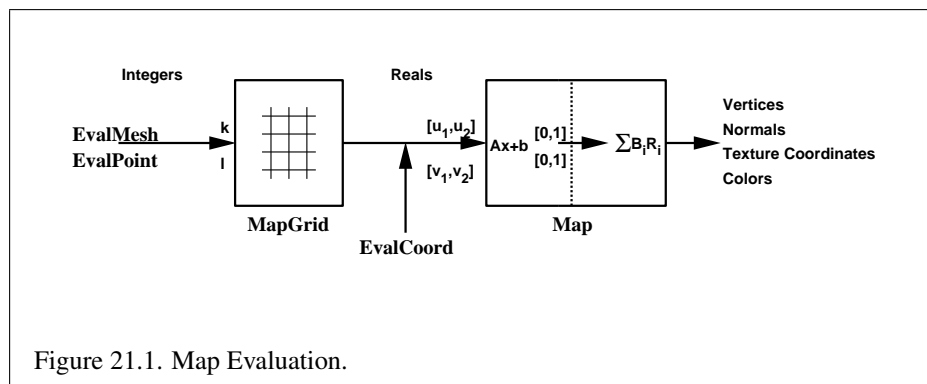 Integers
Reals
EvalMesh
EvalPoint
k
l
MapGrid
[u1,u2]
[v1,v2]
EvalCoord
Ax+b
[0,1]
[0,1]
ΣBiRi
Map
Vertices
Normals
Texture Coordinates
Colors
Figure 21.1. Map Evaluation.